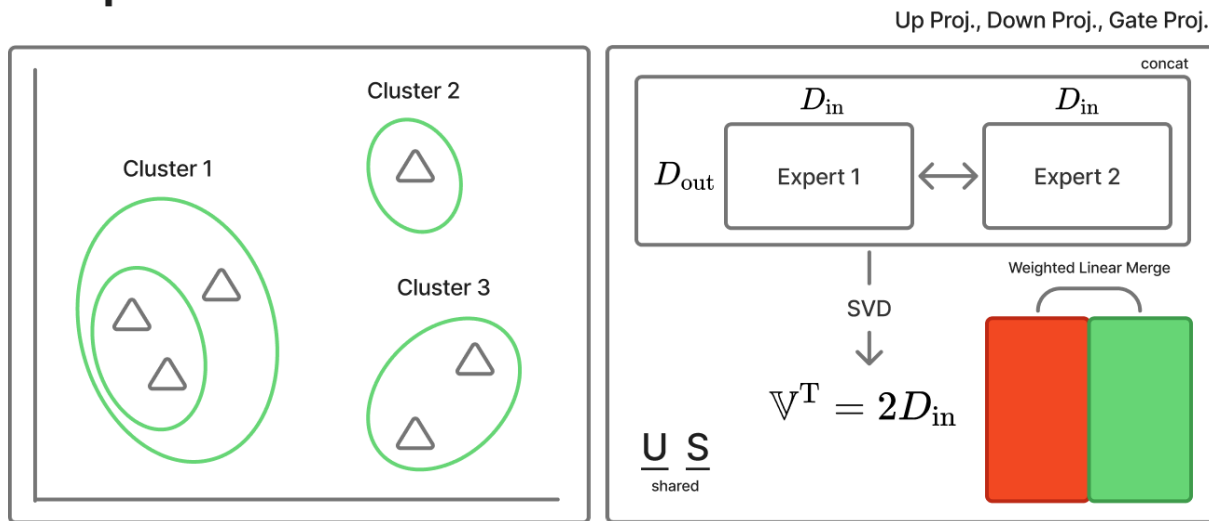 Up Proj., Down Proj., Gate Proj.
Cluster 1
Cluster 2
Cluster 3
concat
D_in
D_in
D_out
Expert 1
Expert 2
SVD
𝕍^T = 2D_in
U S
shared
Weighted Linear Merge